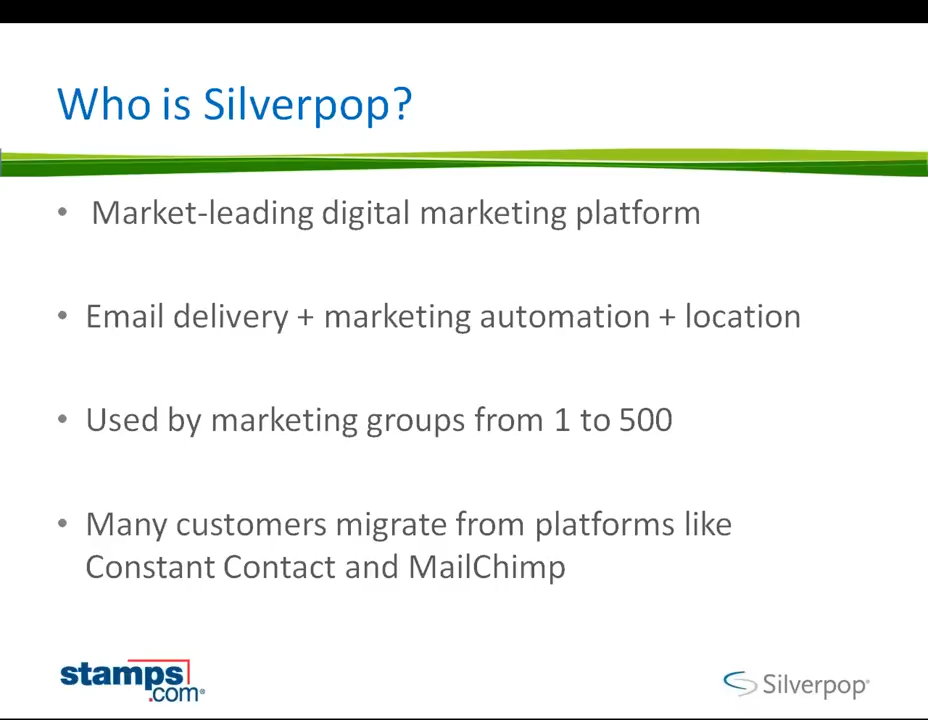 Who is Silverpop?
• Market-leading digital marketing platform
• Email delivery + marketing automation + location
• Used by marketing groups from 1 to 500
• Many customers migrate from platforms like
Constant Contact and MailChimp
stamps
.com®
Silverpop®